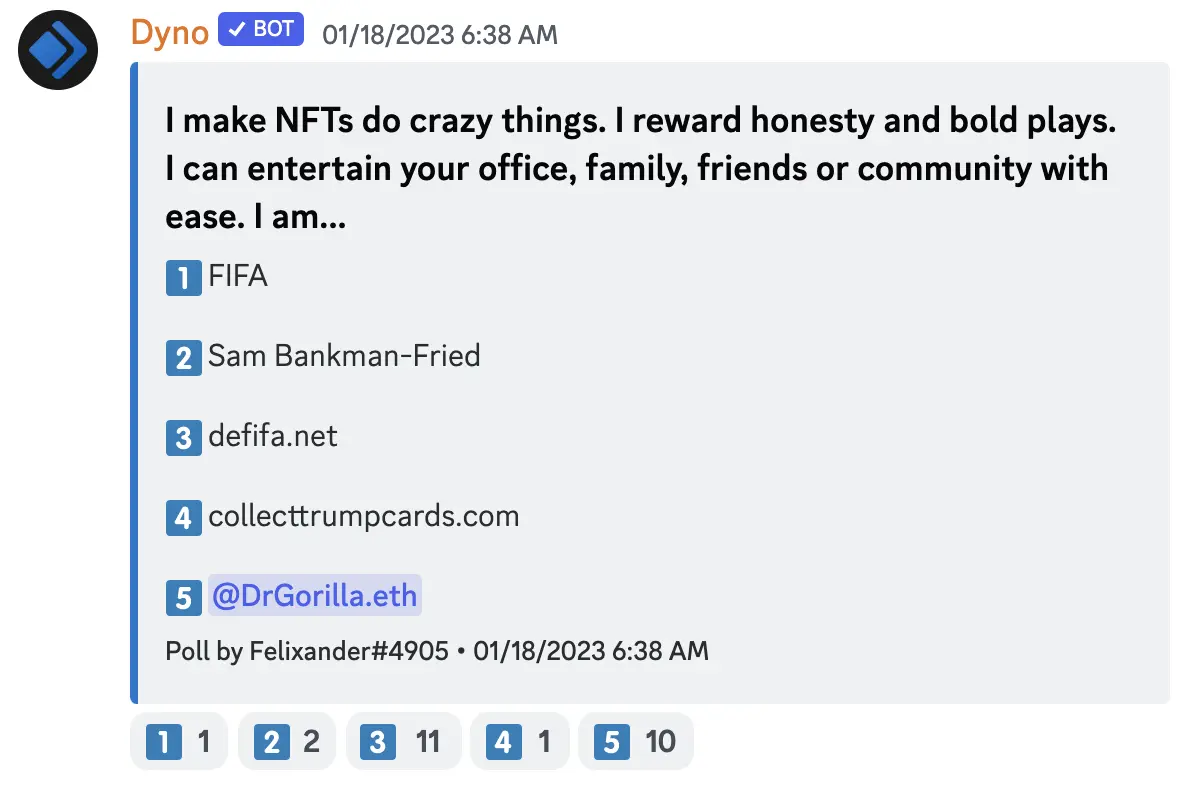 Dyno ✓ BOT 01/18/2023 6:38 AM
I make NFTs do crazy things. I reward honesty and bold plays.
I can entertain your office, family, friends or community with
ease. I am...
1 FIFA
2 Sam Bankman-Fried
3 defifa.net
4 collecttrumpcards.com
5 @DrGorilla.eth
Poll by Felixander#4905 • 01/18/2023 6:38 AM
1 1 2 2 3 11 4 1 5 10